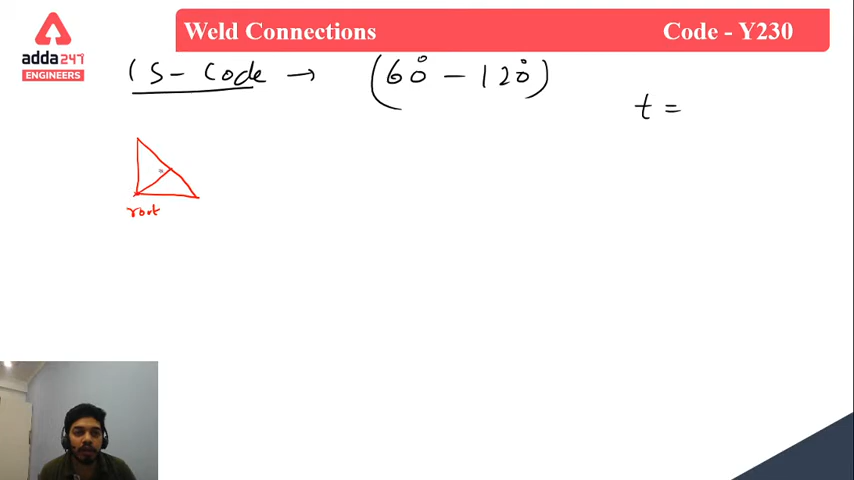 Weld Connections
Code - Y230
adda247
ENGINEERS
IS- Code → (60° - 120°)
t =
root